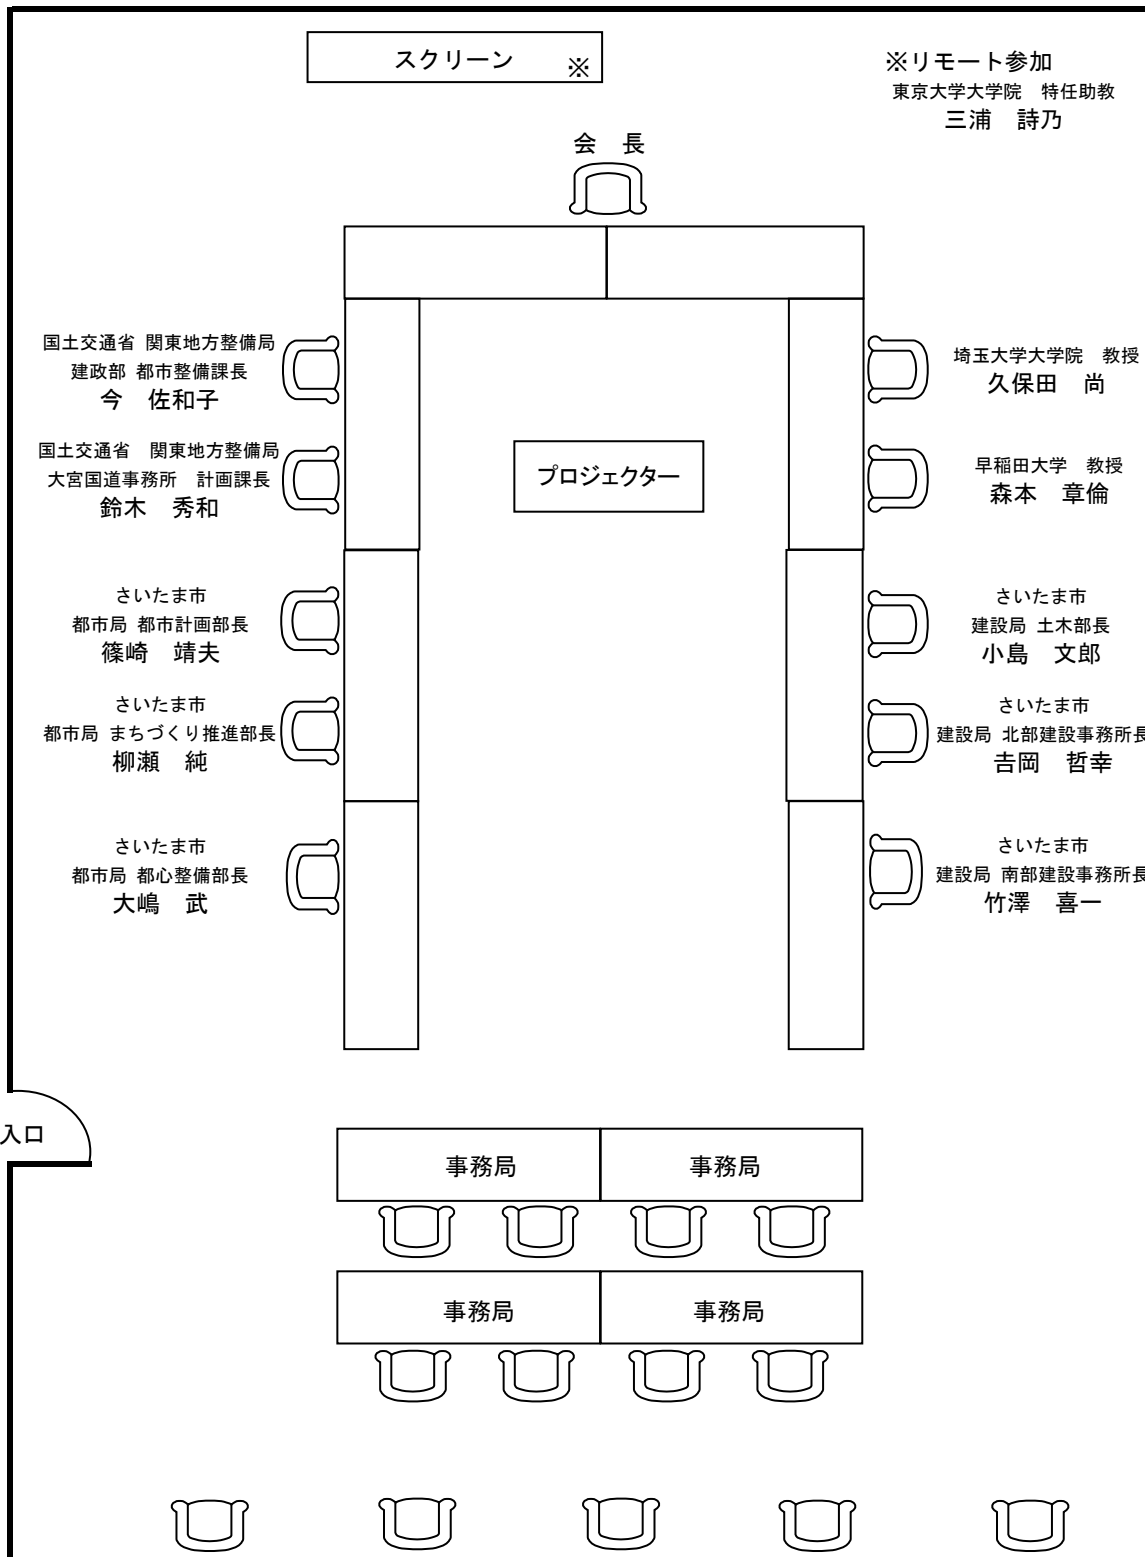 スクリーン　※
※リモート参加
東京大学大学院　特任助教
三浦　詩乃
会　長
国土交通省 関東地方整備局
建政部 都市整備課長
今　佐和子
国土交通省　関東地方整備局
大宮国道事務所　計画課長
鈴木　秀和
さいたま市
都市局 都市計画部長
篠崎　靖夫
さいたま市
都市局 まちづくり推進部長
柳瀬　純
さいたま市
都市局 都心整備部長
大嶋　武
プロジェクター
埼玉大学大学院　教授
久保田　尚
早稲田大学　教授
森本　章倫
さいたま市
建設局 土木部長
小島　文郎
さいたま市
建設局 北部建設事務所長
吉岡　哲幸
さいたま市
建設局 南部建設事務所長
竹澤　喜一
入口
事務局
事務局
事務局
事務局